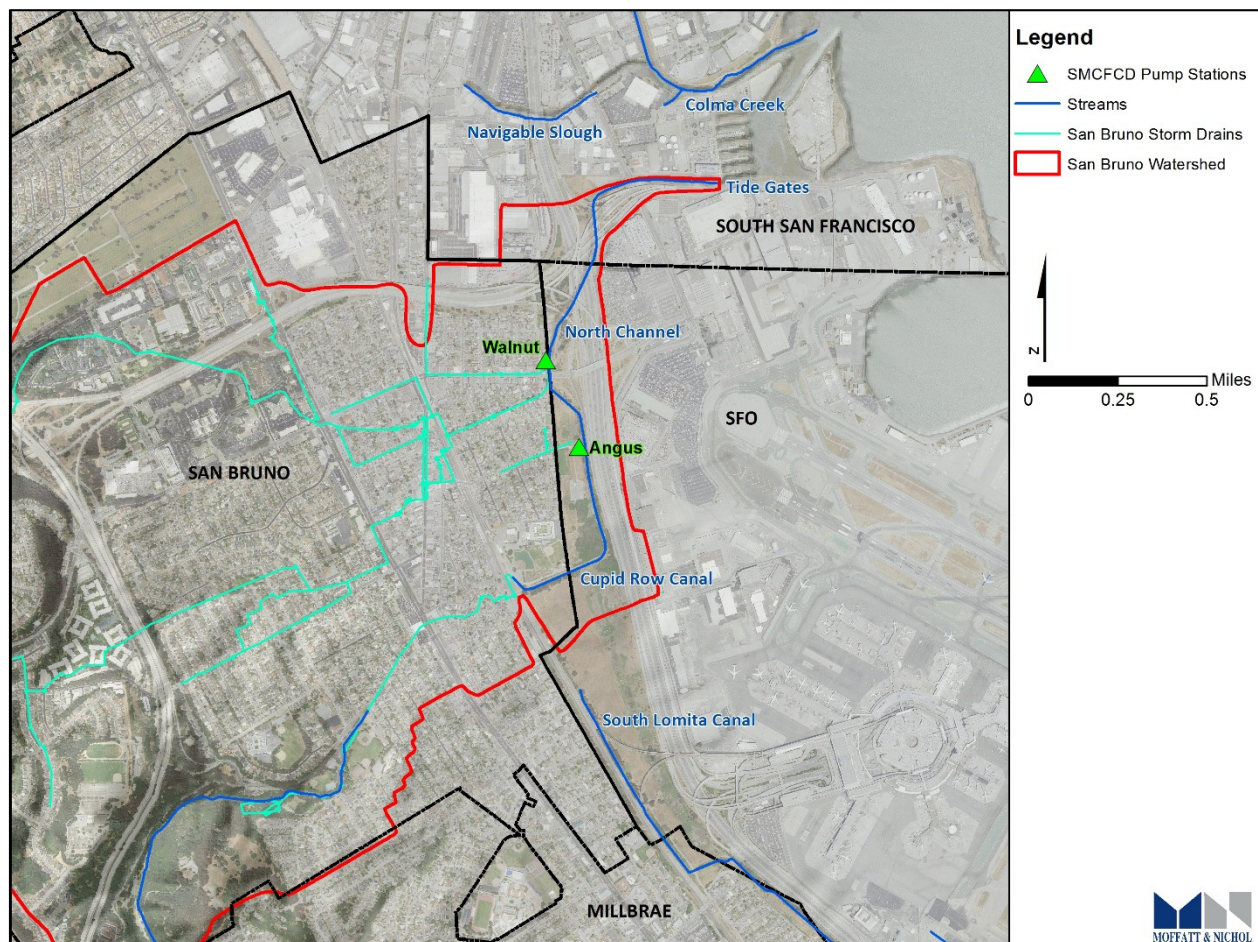 Legend
SMCFCD Pump Stations
Streams
San Bruno Storm Drains
San Bruno Watershed
Colma Creek
Navigable Slough
Tide Gates
SOUTH SAN FRANCISCO
North Channel
Walnut
SFO
Angus
SAN BRUNO
Cupid Row Canal
South Lomita Canal
MILLBRAE
N
Miles
0 0.25 0.5
MOFFATT & NICHOL